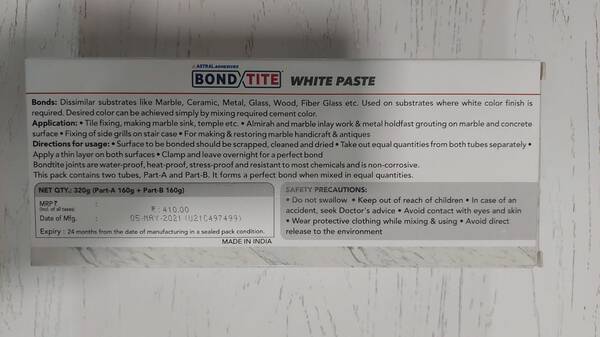 ASTRAL ADHESIVES
BOND TITE WHITE PASTE
Bonds: Dissimilar substrates like Marble, Ceramic, Metal, Glass, Wood, Fiber Glass etc. Used on substrates where white color finish is
required. Desired color can be achieved simply by mixing required cement color.
Application: • Tile fixing, making marble sink, temple etc. • Almirah and marble inlay work & metal holdfast grouting on marble and concrete
surface • Fixing of side grills on stair case • For making & restoring marble handicraft & antiques
Directions for usage: • Surface to be bonded should be scrapped, cleaned and dried • Take out equal quantities from both tubes separately •
Apply a thin layer on both surfaces • Clamp and leave overnight for a perfect bond
Bondtite joints are water-proof, heat-proof, stress-proof and resistant to most chemicals and is non-corrosive.
This pack contains two tubes, Part-A and Part-B. It forms a perfect bond when mixed in equal quantities.
NET QTY.: 320g (Part-A 160g + Part-B 160g)
MRP ₹
(Incl. of all taxes) ₹: 410.00
Date of Mfg. 05-MAY-2021 (U21C497499)
Expiry : 24 months from the date of manufacturing in a sealed pack condition.
MADE IN INDIA
SAFETY PRECAUTIONS:
• Do not swallow • Keep out of reach of children • In case of an
accident, seek Doctor's advice • Avoid contact with eyes and skin
• Wear protective clothing while mixing & using • Avoid direct
release to the environment